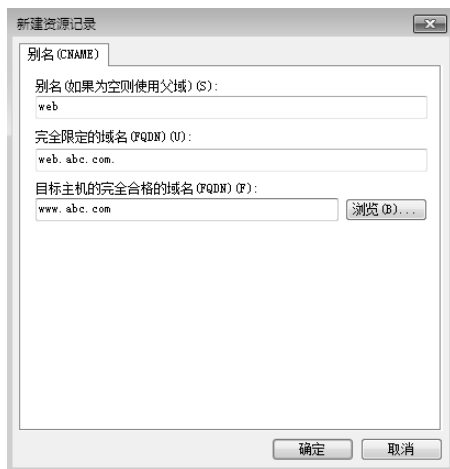 新建资源记录
别名(CNAME)
别名(如果为空则使用父域)(S):
web
完全限定的域名(FQDN)(U):
web.abc.com.
目标主机的完全合格的域名(FQDN)(F):
www.abc.com
浏览(B)...
确定
取消